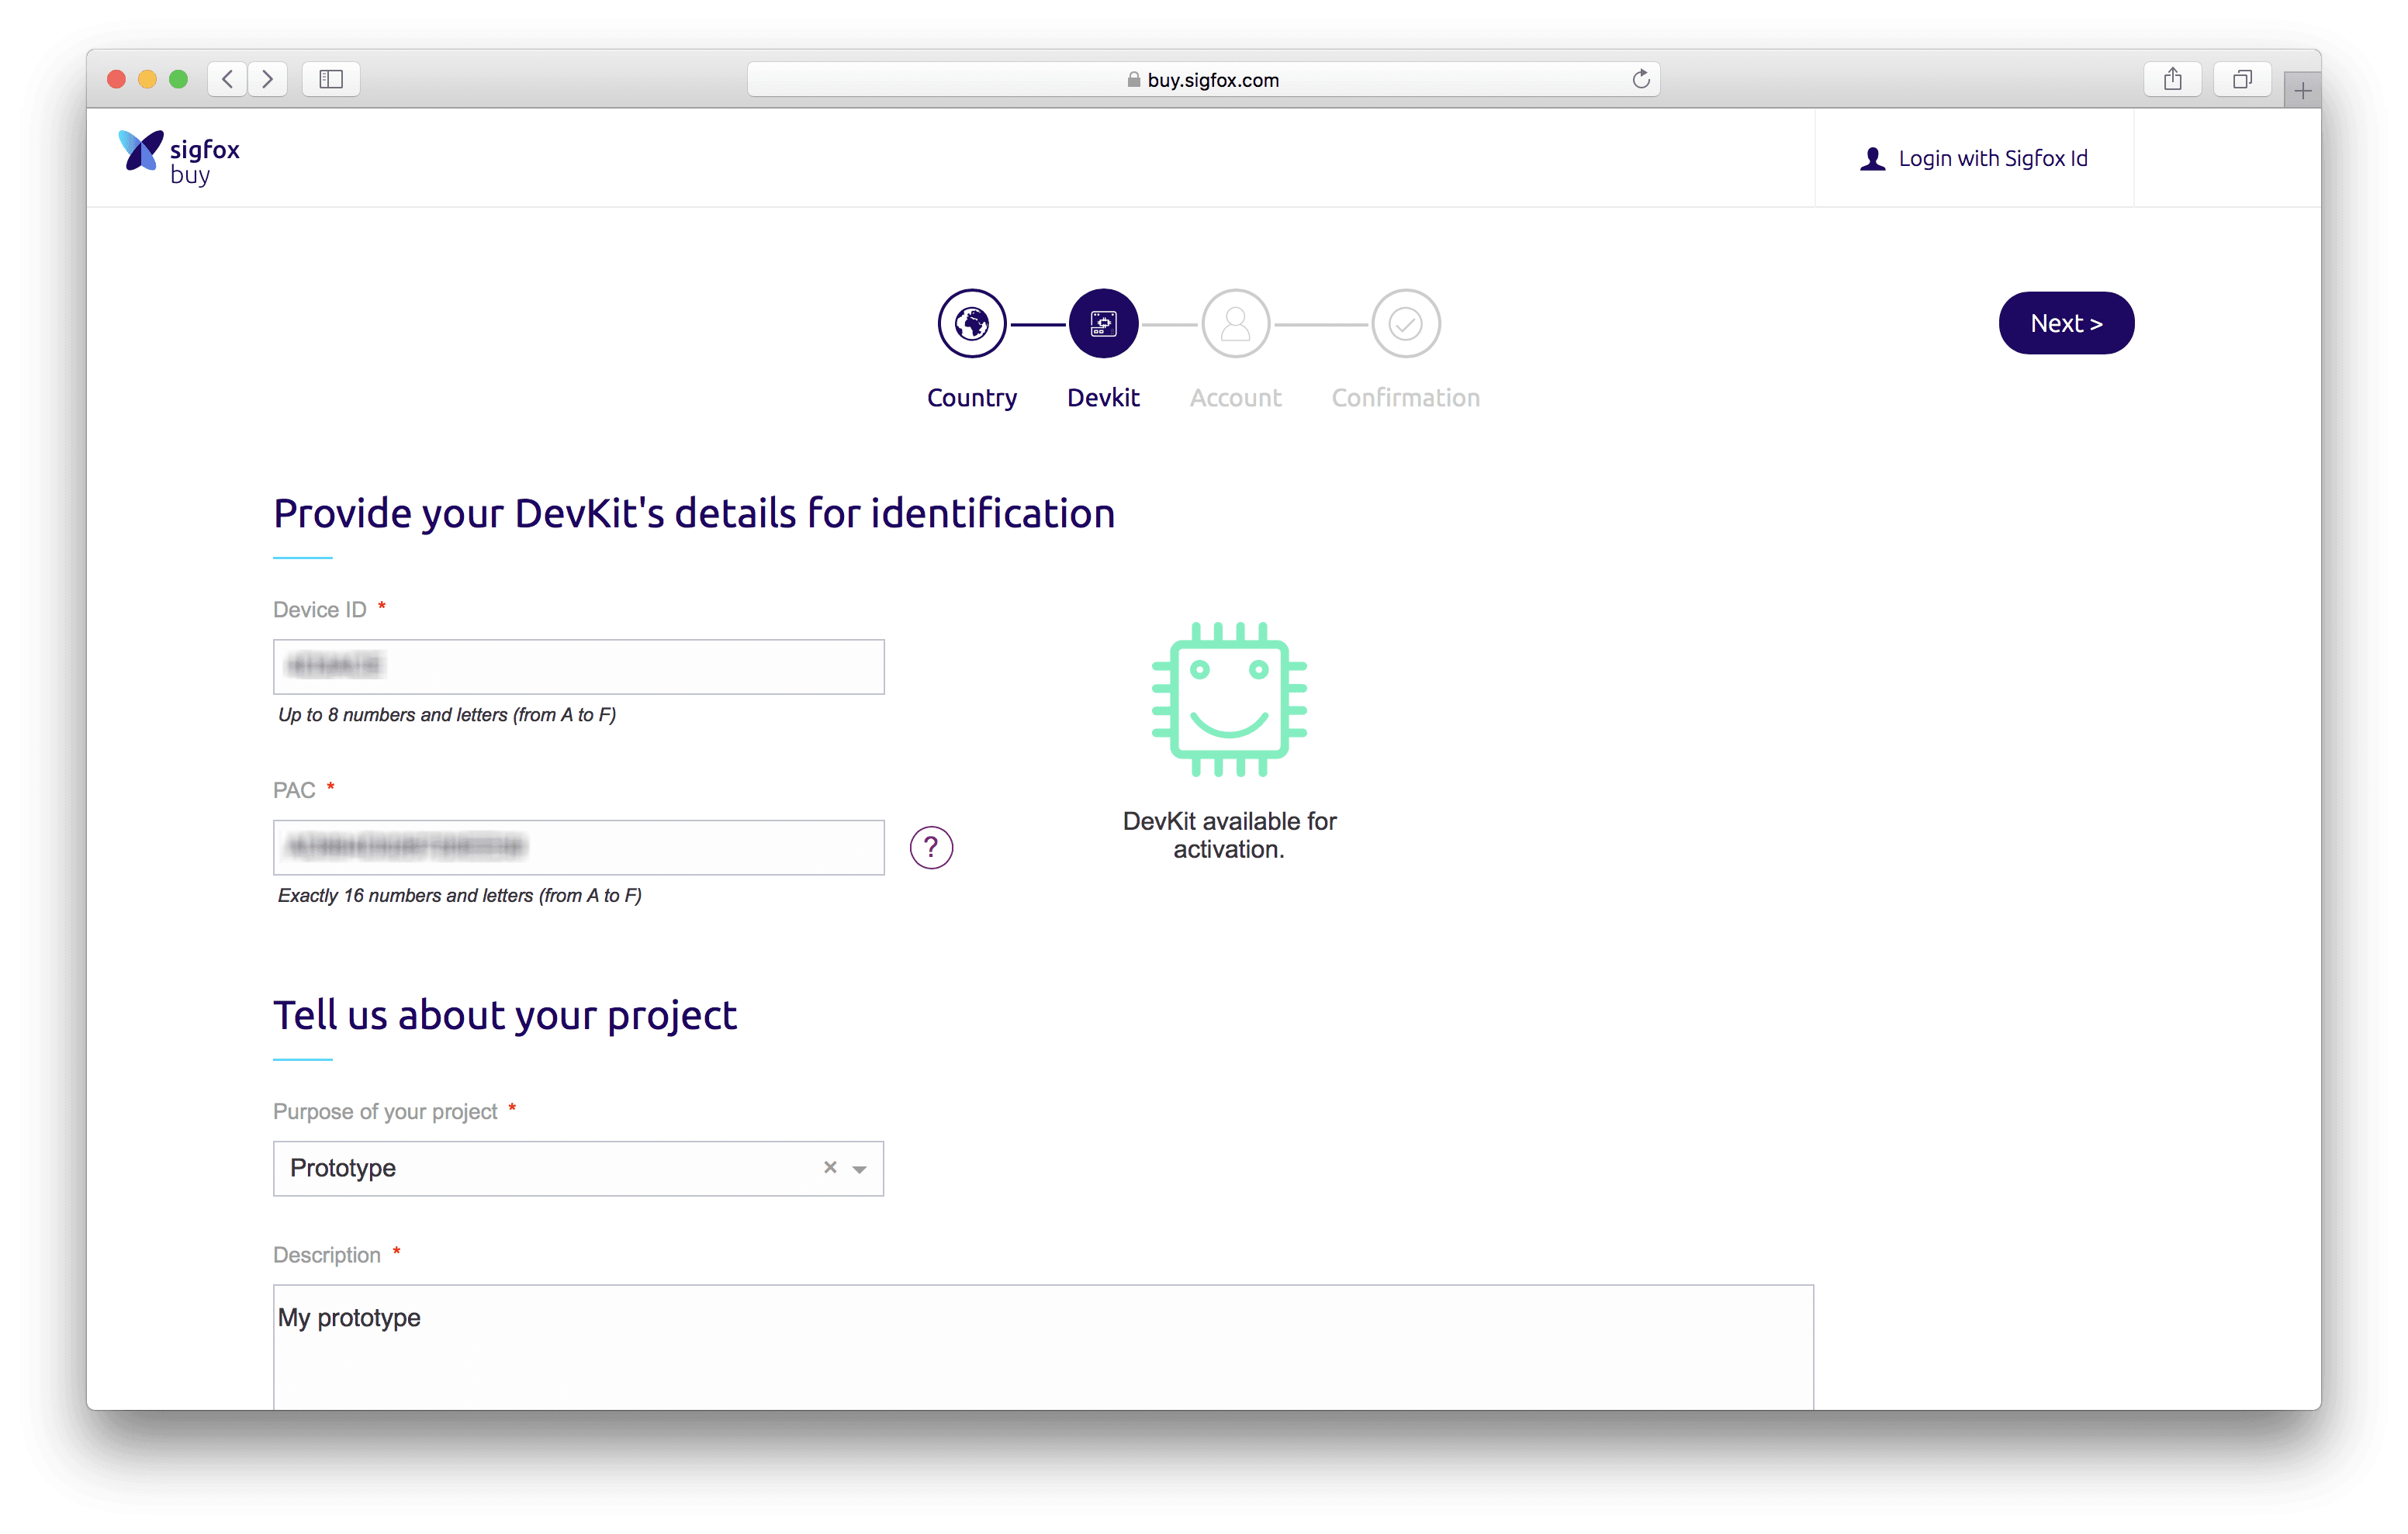 buy.sigfox.com
sigfox
buy
Login with Sigfox Id
Next >
Country
Devkit
Account
Confirmation
Provide your DevKit's details for identification
Device ID *
Up to 8 numbers and letters (from A to F)
PAC *
?
Exactly 16 numbers and letters (from A to F)
DevKit available for
activation.
Tell us about your project
Purpose of your project *
Prototype
Description *
My prototype